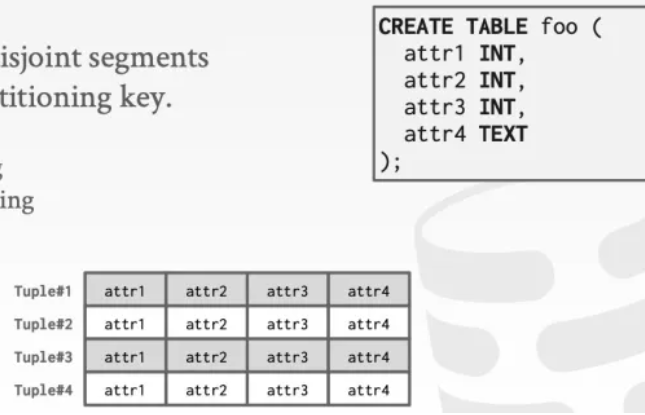 isjoint segments
titioning key.
g
ing
CREATE TABLE foo (
attr1 INT,
attr2 INT,
attr3 INT,
attr4 TEXT
);
Tuple#1 attr1 attr2 attr3 attr4
Tuple#2 attr1 attr2 attr3 attr4
Tuple#3 attr1 attr2 attr3 attr4
Tuple#4 attr1 attr2 attr3 attr4